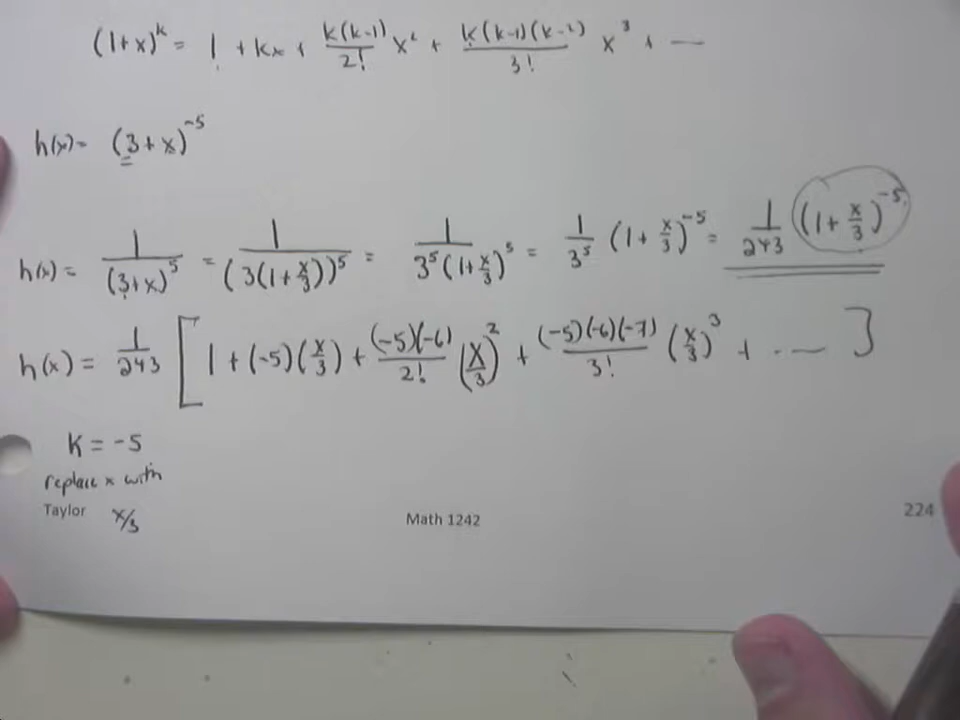 (1+x)^k = 1 + kx + k(k-1)/2! x² + k(k-1)(k-2)/3! x³ + ---
h(x) = (3+x)^-5
h(x) = 1/(3+x)^5 = 1/(3(1+x/3))^5 = 1/3^5(1+x/3)^5 = 1/3^5 (1+x/3)^-5 = 1/243 (1+x/3)^-5
h(x) = 1/243 [1 + (-5)(x/3) + (-5)(-6)/2! (x/3)² + (-5)(-6)(-7)/3! (x/3)³ + ---]
K = -5
replace x with
x/3
Taylor Math 1242 224